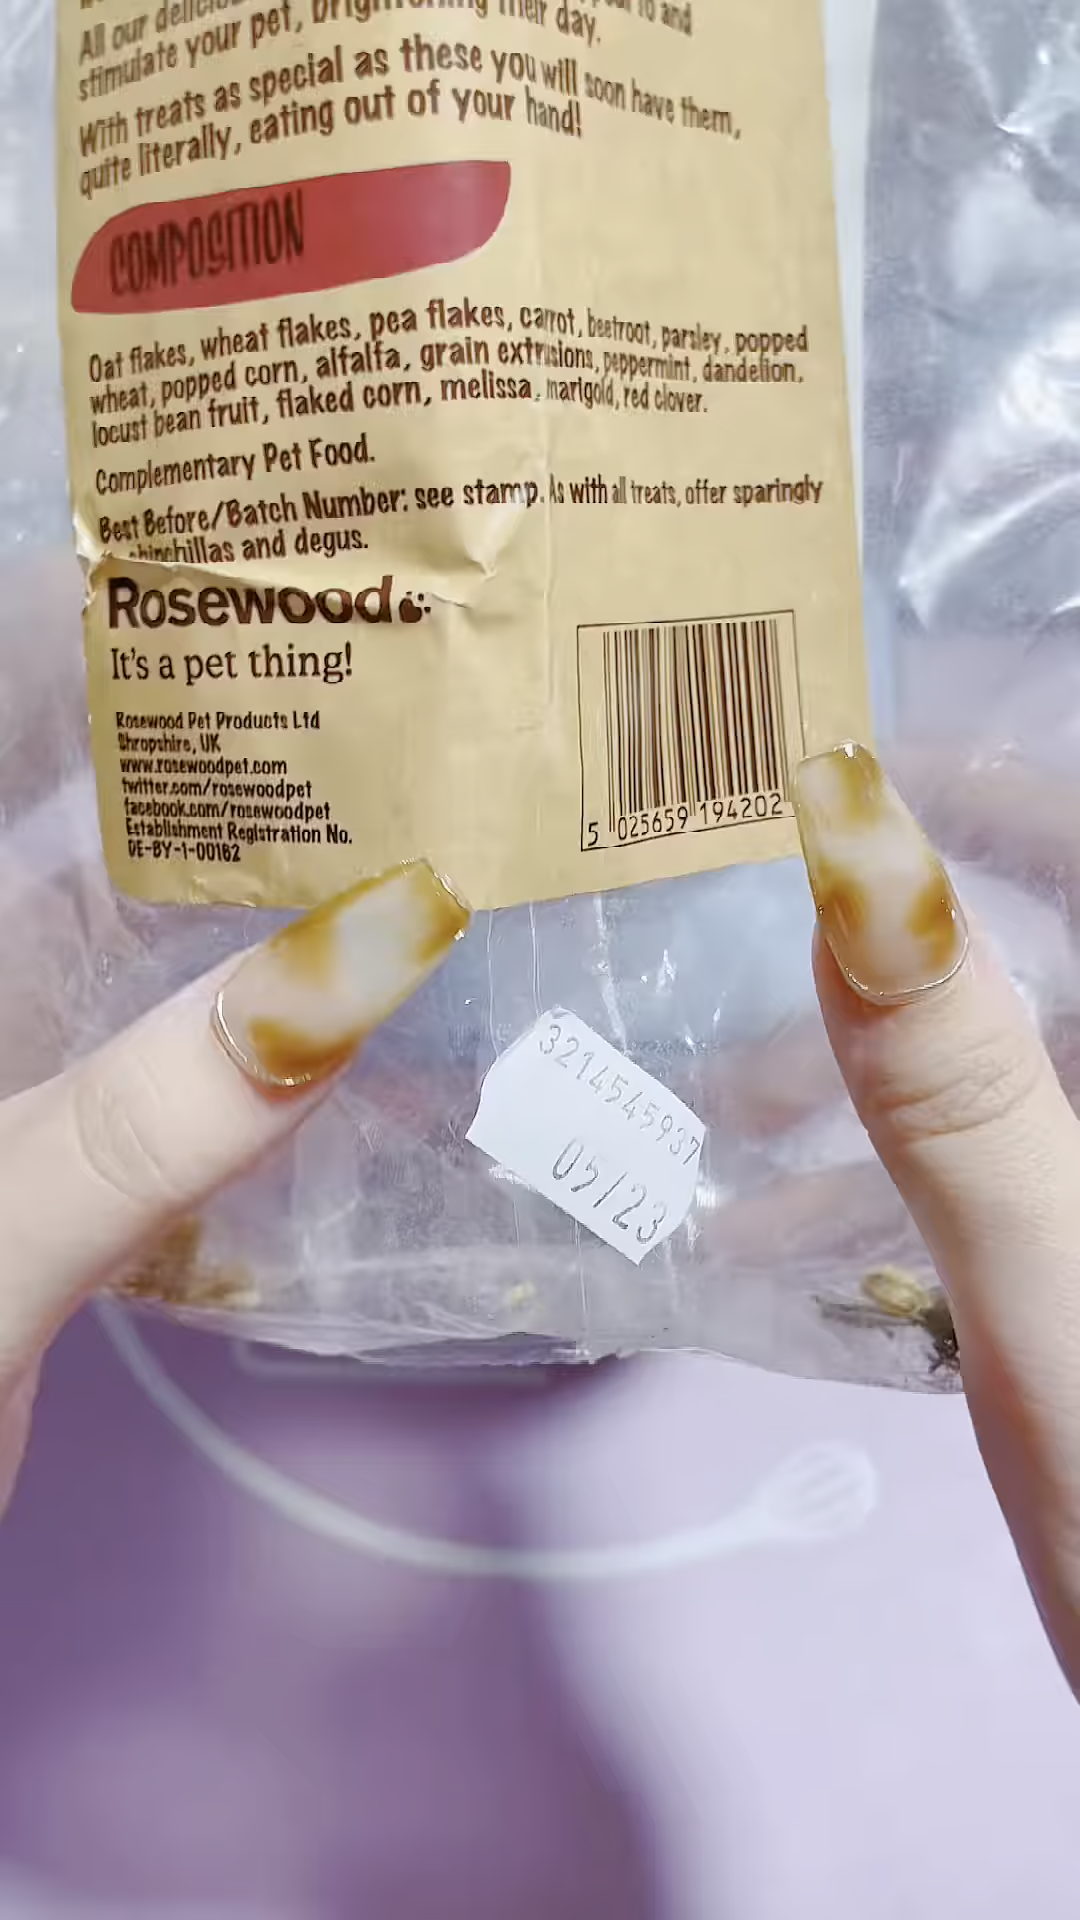 All our
stimulate your pet, brightening their day.
With treats as special as these you will soon have them,
quite literally, eating out of your hand!
COMPOSITION
Oat flakes, wheat flakes, pea flakes, carrot, beetroot, parsley, popped
wheat, popped corn, alfalfa, grain extrusions, peppermint, dandelion,
locust bean fruit, flaked corn, melissa, marigold, red clover.
Complementary Pet Food.
Best Before/Batch Number: see stamp. As with all treats, offer sparingly
chinchillas and degus.
Rosewood
It's a pet thing!
Rosewood Pet Products Ltd
Shropshire, UK
www.rosewoodpet.com
twitter.com/rosewoodpet
facebook.com/rosewoodpet
Establishment Registration No.
DE-BY-1-00162
5 025659 194202
3214545937
05/23